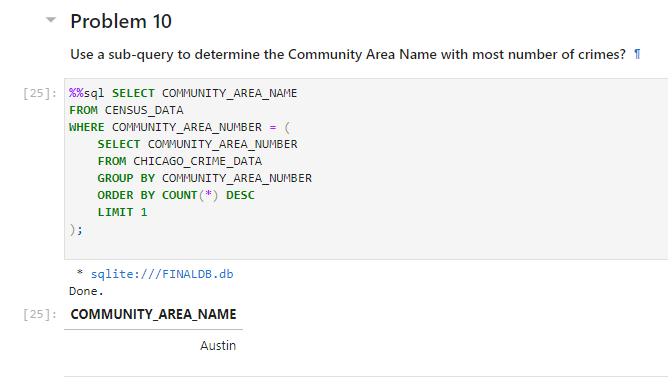 Problem 10
Use a sub-query to determine the Community Area Name with most number of crimes? ¶
[25]: %%sql SELECT COMMUNITY_AREA_NAME
FROM CENSUS_DATA
WHERE COMMUNITY_AREA_NUMBER = (
    SELECT COMMUNITY_AREA_NUMBER
    FROM CHICAGO_CRIME_DATA
    GROUP BY COMMUNITY_AREA_NUMBER
    ORDER BY COUNT(*) DESC
    LIMIT 1
);
* sqlite:///FINALDB.db
Done.
[25]: COMMUNITY_AREA_NAME
Austin